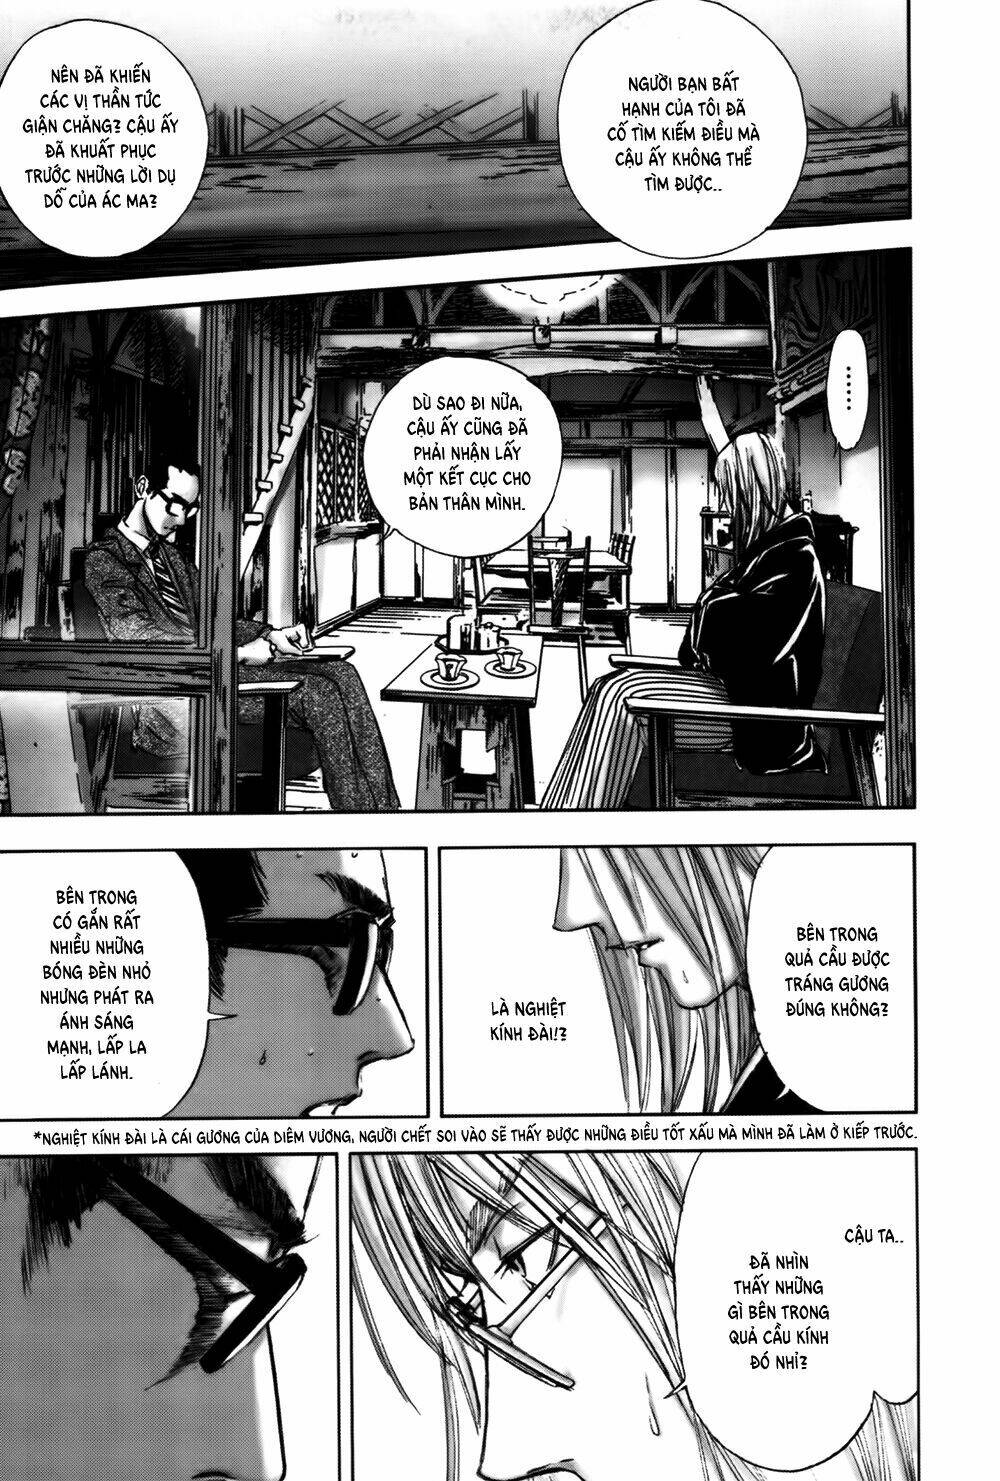 NGƯỜI BẠN BẤT
HẠNH CỦA TÔI ĐÃ
CỐ TÌM KIẾM ĐIỀU MÀ
CẬU ẤY KHÔNG THỂ
TÌM ĐƯỢC..
NÊN ĐÃ KHIẾN
CÁC VỊ THẦN TỨC
GIẬN CHĂNG? CẬU ẤY
ĐÃ KHUẤT PHỤC
TRƯỚC NHỮNG LỜI DỤ
DỖ CỦA ÁC MA?
......
DÙ SAO ĐI NỮA,
CẬU ẤY CŨNG ĐÃ
PHẢI NHẬN LẤY
MỘT KẾT CỤC CHO
BẢN THÂN MÌNH.
BÊN TRONG
QUẢ CẦU ĐƯỢC
TRÁNG GƯƠNG
ĐÚNG KHÔNG?
LÀ NGHIỆT
KÍNH ĐÀI!?
BÊN TRONG
CÓ GẮN RẤT
NHIỀU NHỮNG
BÓNG ĐÈN NHỎ
NHƯNG PHÁT RA
ÁNH SÁNG
MẠNH, LẤP LA
LẤP LÁNH.
*NGHIỆT KÍNH ĐÀI LÀ CÁI GƯƠNG CỦA DIÊM VƯƠNG, NGƯỜI CHẾT SOI VÀO SẼ THẤY ĐƯỢC NHỮNG ĐIỀU TỐT XẤU MÀ MÌNH ĐÃ LÀM Ở KIẾP TRƯỚC.
CẬU TA..
ĐÃ NHÌN
THẤY NHỮNG
GÌ BÊN TRONG
QUẢ CẦU KÍNH
ĐÓ NHỈ?